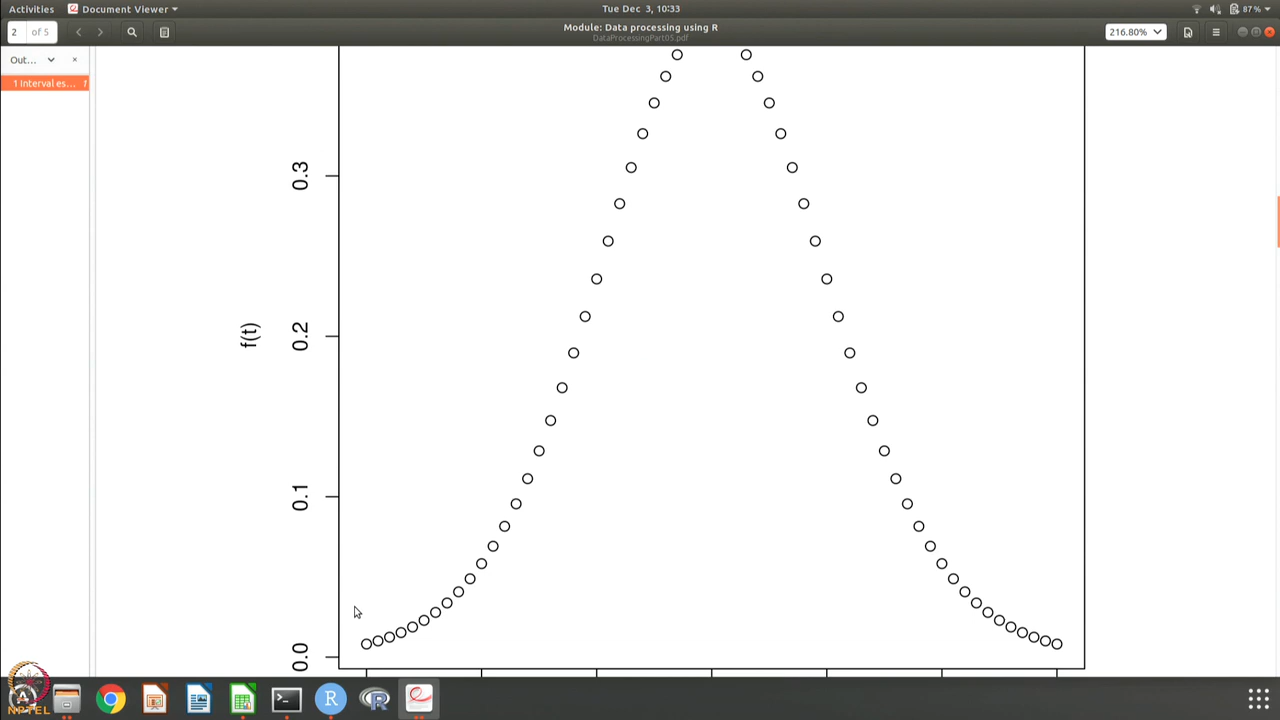 Activities
Document Viewer
Tue Dec 3, 10:33
87 %
2
of 5
Module: Data processing using R
DataProcessingPart05.pdf
216.80%
Out...
1 Interval es...
1
0.3
0.2
f(t)
0.1
0.0
NPTEL